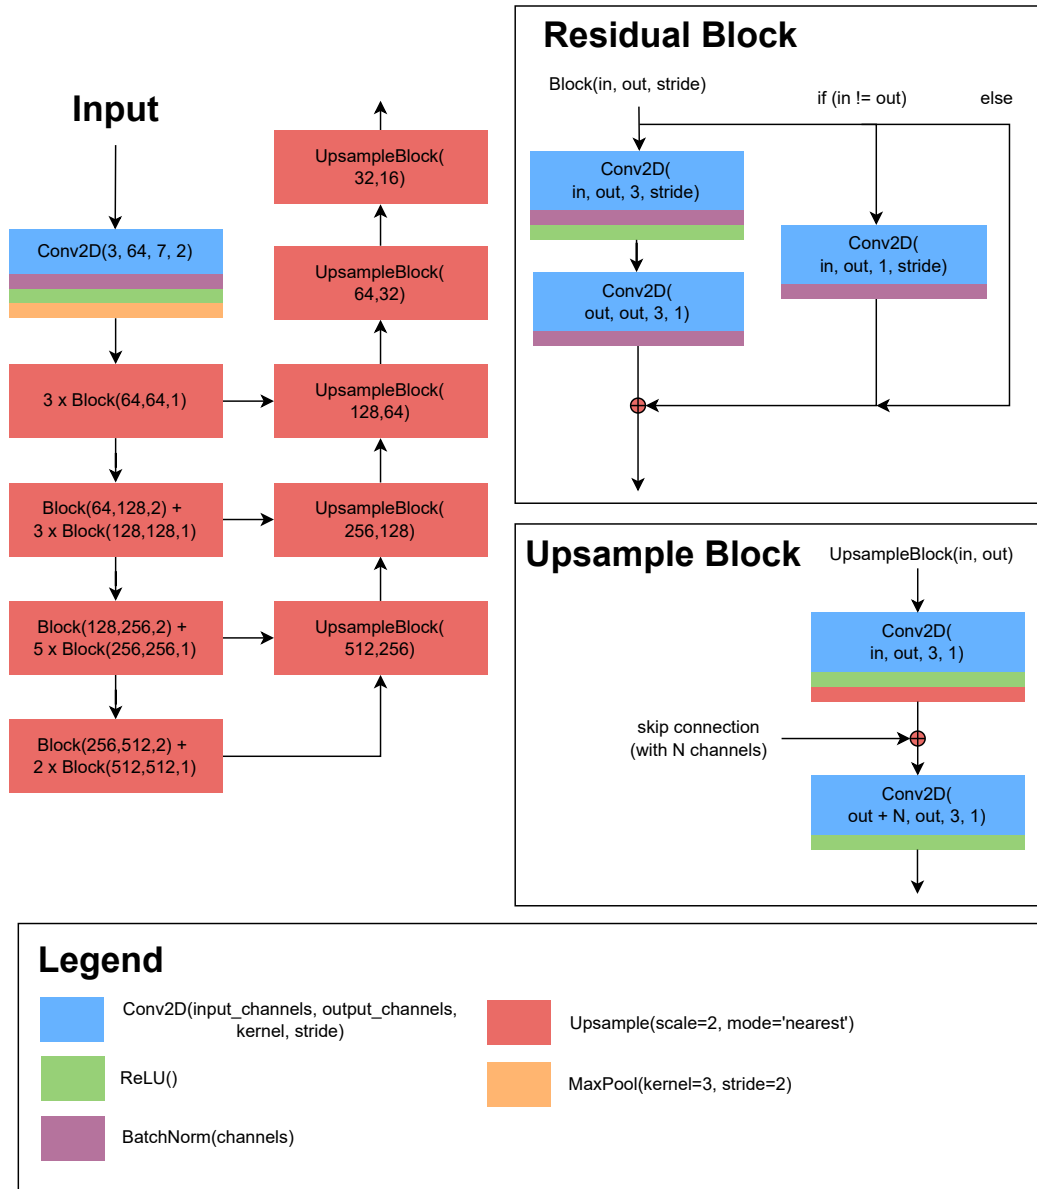 Input
Conv2D(3, 64, 7, 2)
3 x Block(64,64,1)
Block(64,128,2) +
3 x Block(128,128,1)
Block(128,256,2) +
5 x Block(256,256,1)
Block(256,512,2) +
2 x Block(512,512,1)
UpsampleBlock(
32,16)
UpsampleBlock(
64,32)
UpsampleBlock(
128,64)
UpsampleBlock(
256,128)
UpsampleBlock(
512,256)
Residual Block
Block(in, out, stride)
if (in != out)
else
Conv2D(
in, out, 3, stride)
Conv2D(
out, out, 3, 1)
Conv2D(
in, out, 1, stride)
Upsample Block
UpsampleBlock(in, out)
Conv2D(
in, out, 3, 1)
skip connection
(with N channels)
Conv2D(
out + N, out, 3, 1)
Legend
Conv2D(input_channels, output_channels,
kernel, stride)
ReLU()
BatchNorm(channels)
Upsample(scale=2, mode='nearest')
MaxPool(kernel=3, stride=2)